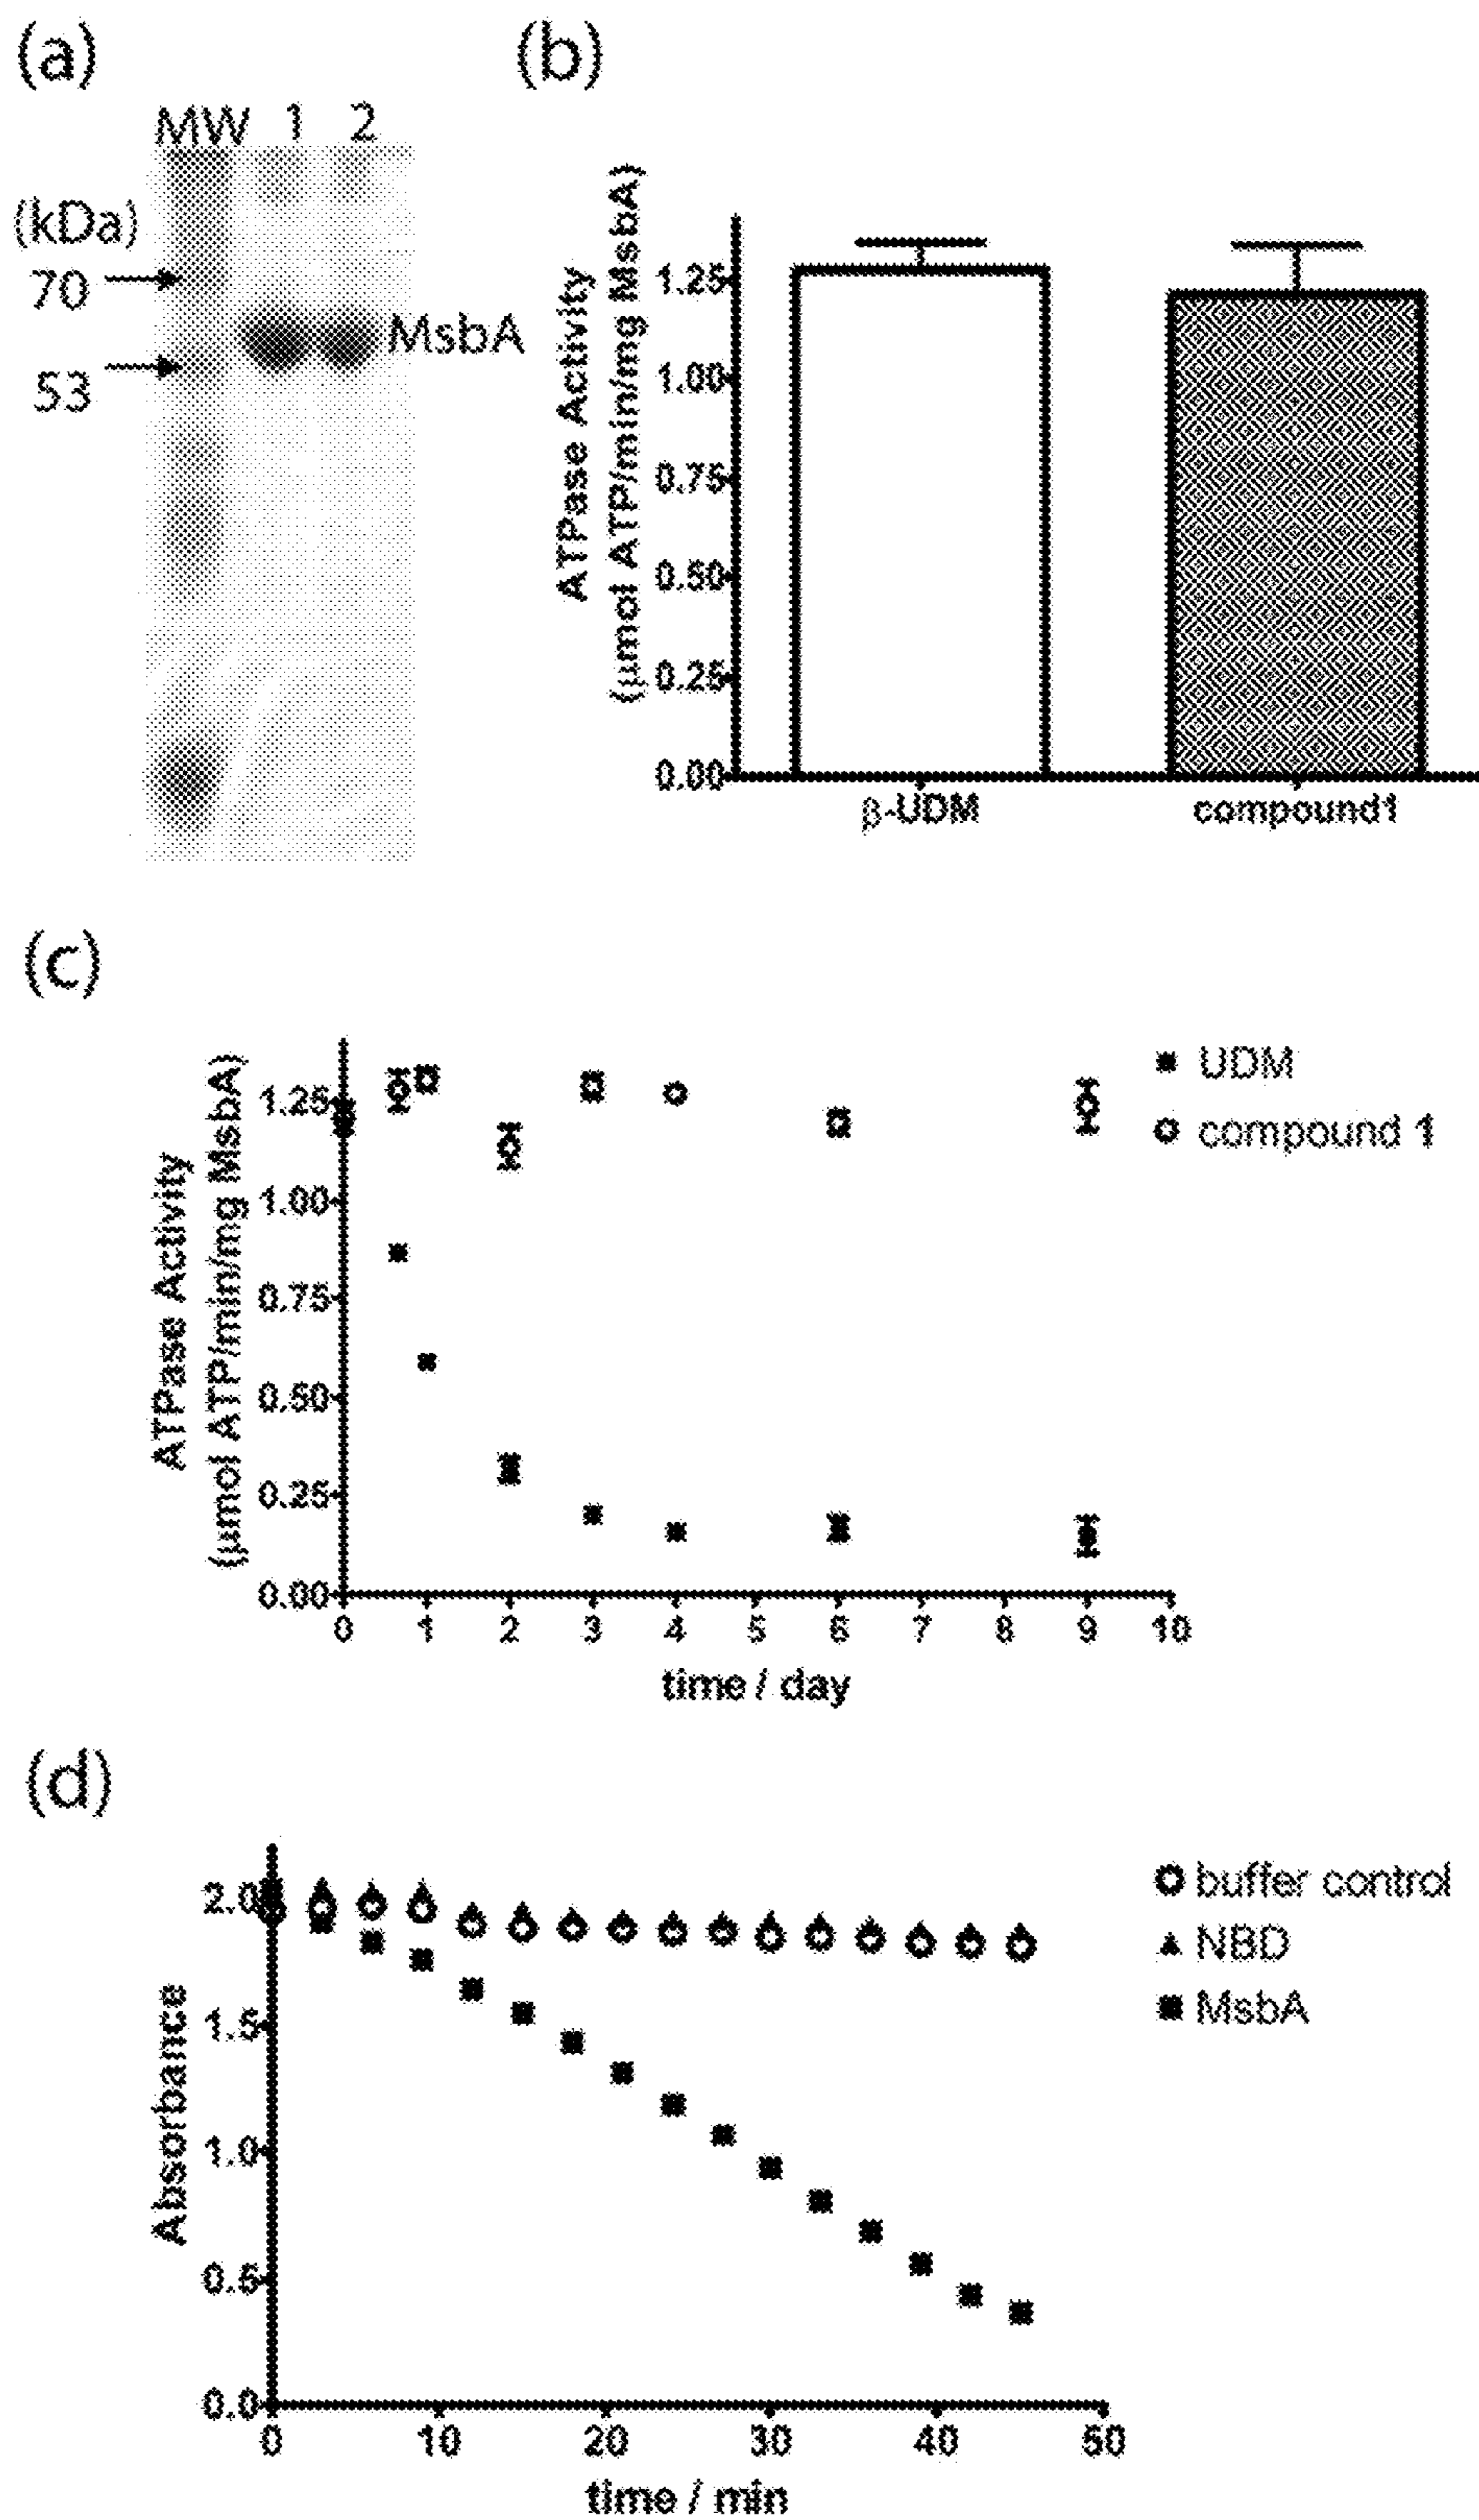 (a)
MW 1 2
(kDa)
70
53
MsbA
(b)
ATPase Activity
(μmol ATP/min/mg MsbA)
1.25
1.00
0.75
0.50
0.25
0.00
β-UDM
compound1
(c)
ATPase Activity
(μmol ATP/min/mg MsbA)
1.25
1.00
0.75
0.50
0.25
0.00
0 1 2 3 4 5 6 7 8 9 10
time / day
UDM
compound 1
(d)
Absorbance
2.0
1.5
1.0
0.5
0.0
0 10 20 30 40 50
time / min
buffer control
NBD
MsbA